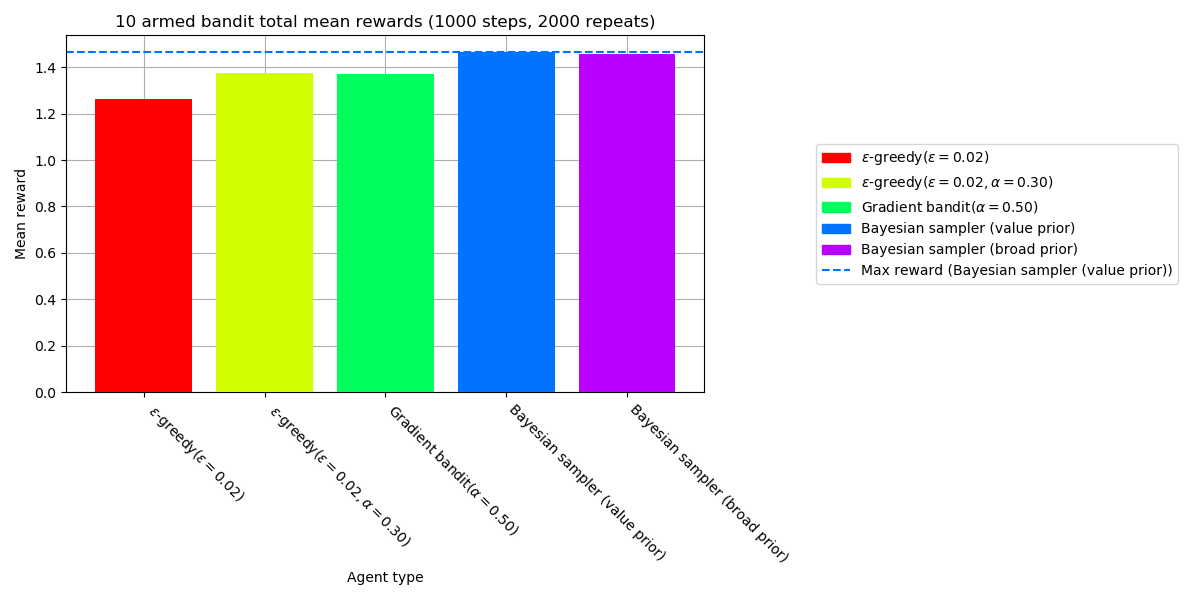 10 armed bandit total mean rewards (1000 steps, 2000 repeats)
Mean reward
1.4
1.2
1.0
0.8
0.6
0.4
0.2
0.0
ε-greedy(ε = 0.02)
ε-greedy(ε = 0.02, α = 0.30)
Gradient bandit(α = 0.50)
Bayesian sampler (value prior)
Bayesian sampler (broad prior)
Agent type
ε-greedy(ε = 0.02)
ε-greedy(ε = 0.02, α = 0.30)
Gradient bandit(α = 0.50)
Bayesian sampler (value prior)
Bayesian sampler (broad prior)
Max reward (Bayesian sampler (value prior))